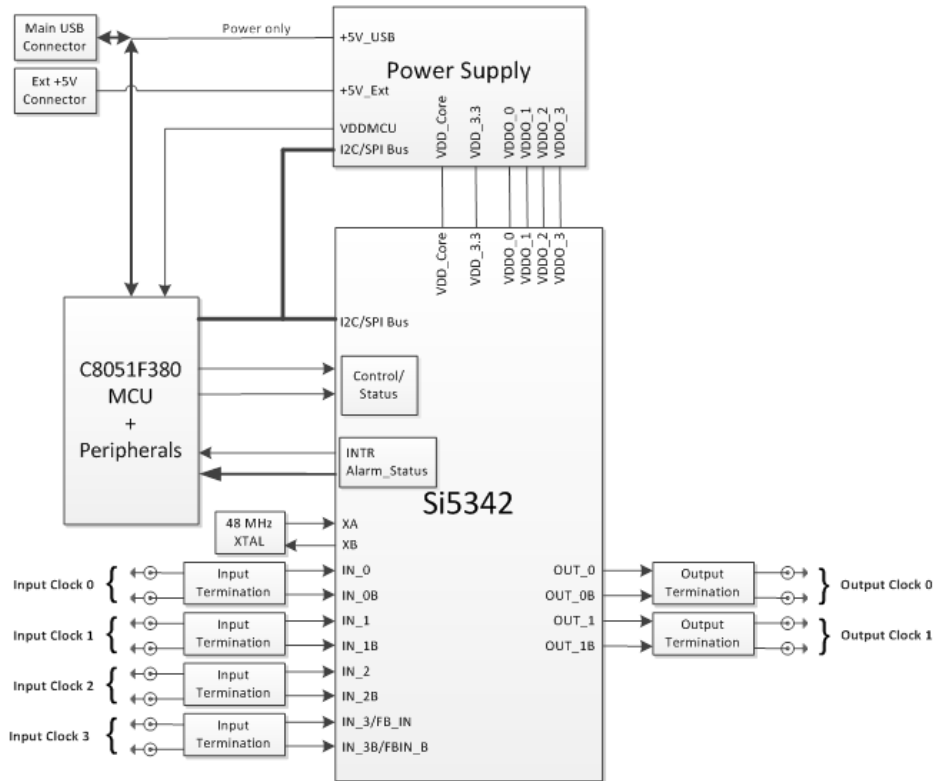 Main USB
Connector
Power only
+5V_USB
Power Supply
Ext +5V
Connector
+5V_Ext
VDDMCU
I2C/SPI Bus
VDD_Core
VDD_3.3
VDDO_0
VDDO_1
VDDO_2
VDDO_3
VDD_Core
VDD_3.3
VDDO_0
VDDO_1
VDDO_2
VDDO_3
I2C/SPI Bus
C8051F380
MCU
+
Peripherals
Control/
Status
INTR
Alarm_Status
Si5342
48 MHz
XTAL
XA
XB
Input Clock 0
Input
Termination
IN_0
IN_0B
OUT_0
OUT_0B
Output
Termination
Output Clock 0
Input Clock 1
Input
Termination
IN_1
IN_1B
OUT_1
OUT_1B
Output
Termination
Output Clock 1
Input Clock 2
Input
Termination
IN_2
IN_2B
Input Clock 3
Input
Termination
IN_3/FB_IN
IN_3B/FBIN_B